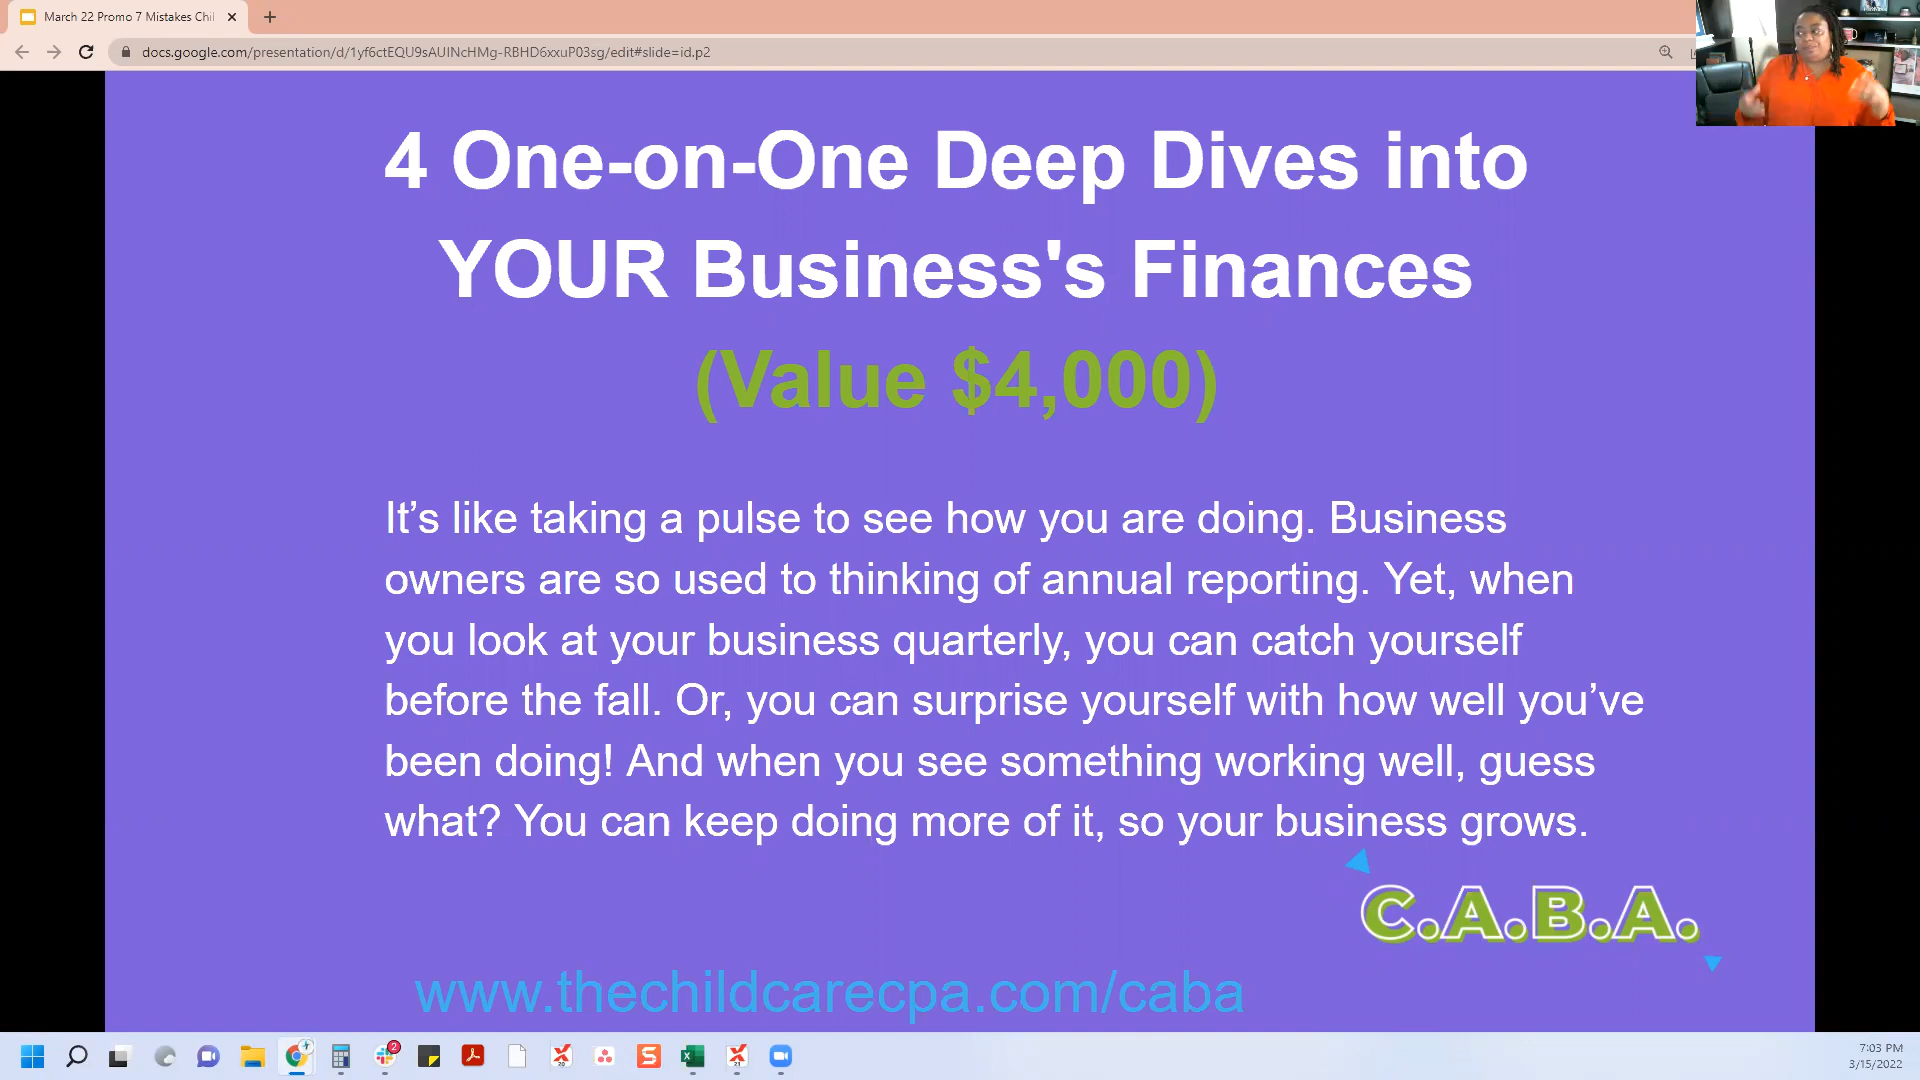 March 22 Promo 7 Mistakes Chil
docs.google.com/presentation/d/1yf6ctEQU9sAUINcHMg-RBHD6xxuP03sg/edit#slide=id.p2
4 One-on-One Deep Dives into
YOUR Business's Finances
(Value $4,000)
It’s like taking a pulse to see how you are doing. Business
owners are so used to thinking of annual reporting. Yet, when
you look at your business quarterly, you can catch yourself
before the fall. Or, you can surprise yourself with how well you’ve
been doing! And when you see something working well, guess
what? You can keep doing more of it, so your business grows.
C.A.B.A.
www.thechildcarecpa.com/caba
2
20
S
21
7:03 PM
3/15/2022